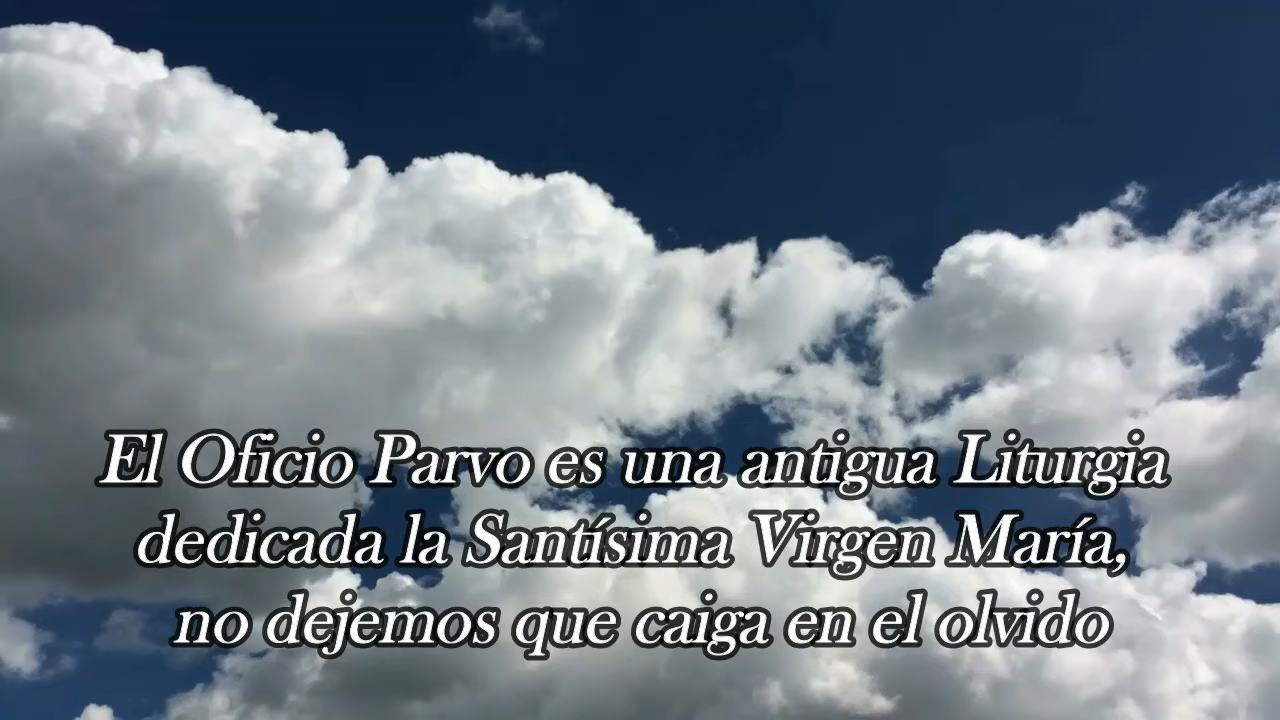 El Oficio Parvo es una antigua Liturgia
dedicada la Santísima Virgen María,
no dejemos que caiga en el olvido